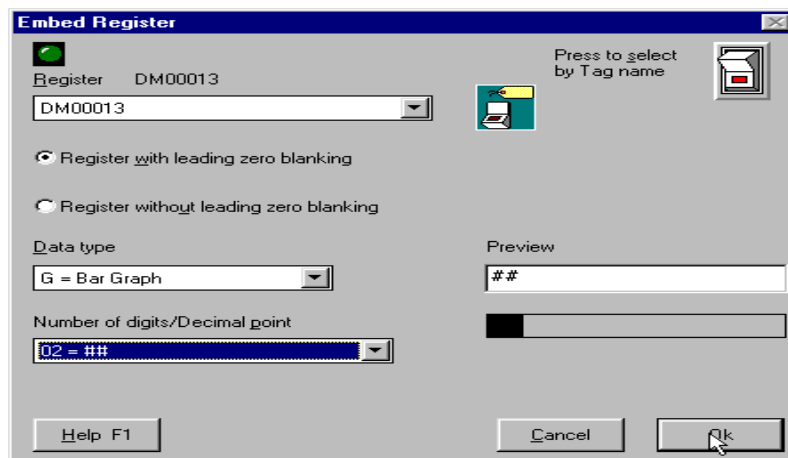 Embed Register
Press to select
by Tag name
Register DM00013
DM00013
Register with leading zero blanking
Register without leading zero blanking
Data type
Preview
G = Bar Graph
##
Number of digits/Decimal point
02 = ##
Help F1
Cancel
Ok